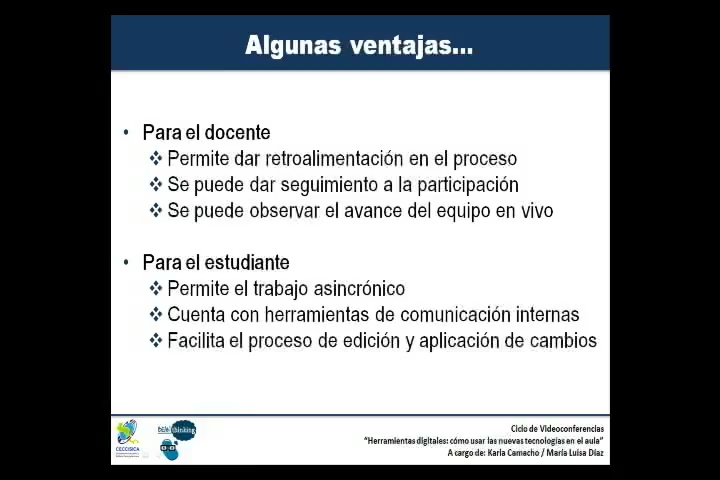 Algunas ventajas...
• Para el docente
❖ Permite dar retroalimentación en el proceso
❖ Se puede dar seguimiento a la participación
❖ Se puede observar el avance del equipo en vivo
• Para el estudiante
❖ Permite el trabajo asincrónico
❖ Cuenta con herramientas de comunicación internas
❖ Facilita el proceso de edición y aplicación de cambios
CECCISICA
thinking
Ciclo de Videoconferencias
"Herramientas digitales: cómo usar las nuevas tecnologías en el aula"
A cargo de: Karla Camacho / María Luisa Díaz